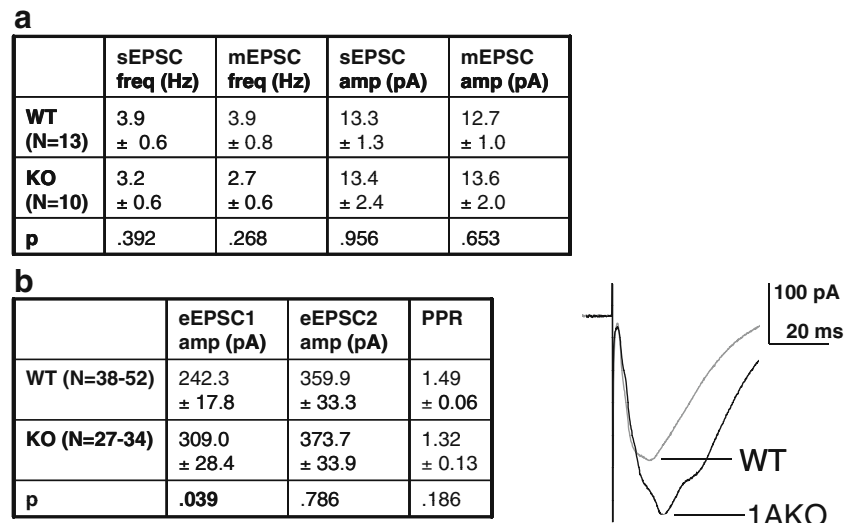 a
sEPSC mEPSC sEPSC mEPSC
freq (Hz) freq (Hz) amp (pA) amp (pA)
WT 3.9 3.9 13.3 12.7
(N=13) ± 0.6 ± 0.8 ± 1.3 ± 1.0
KO 3.2 2.7 13.4 13.6
(N=10) ± 0.6 ± 0.6 ± 2.4 ± 2.0
p .392 .268 .956 .653
b
eEPSC1 eEPSC2 PPR
amp (pA) amp (pA)
WT (N=38-52) 242.3 359.9 1.49
± 17.8 ± 33.3 ± 0.06
KO (N=27-34) 309.0 373.7 1.32
± 28.4 ± 33.9 ± 0.13
p .039 .786 .186
100 pA
20 ms
WT
1AKO